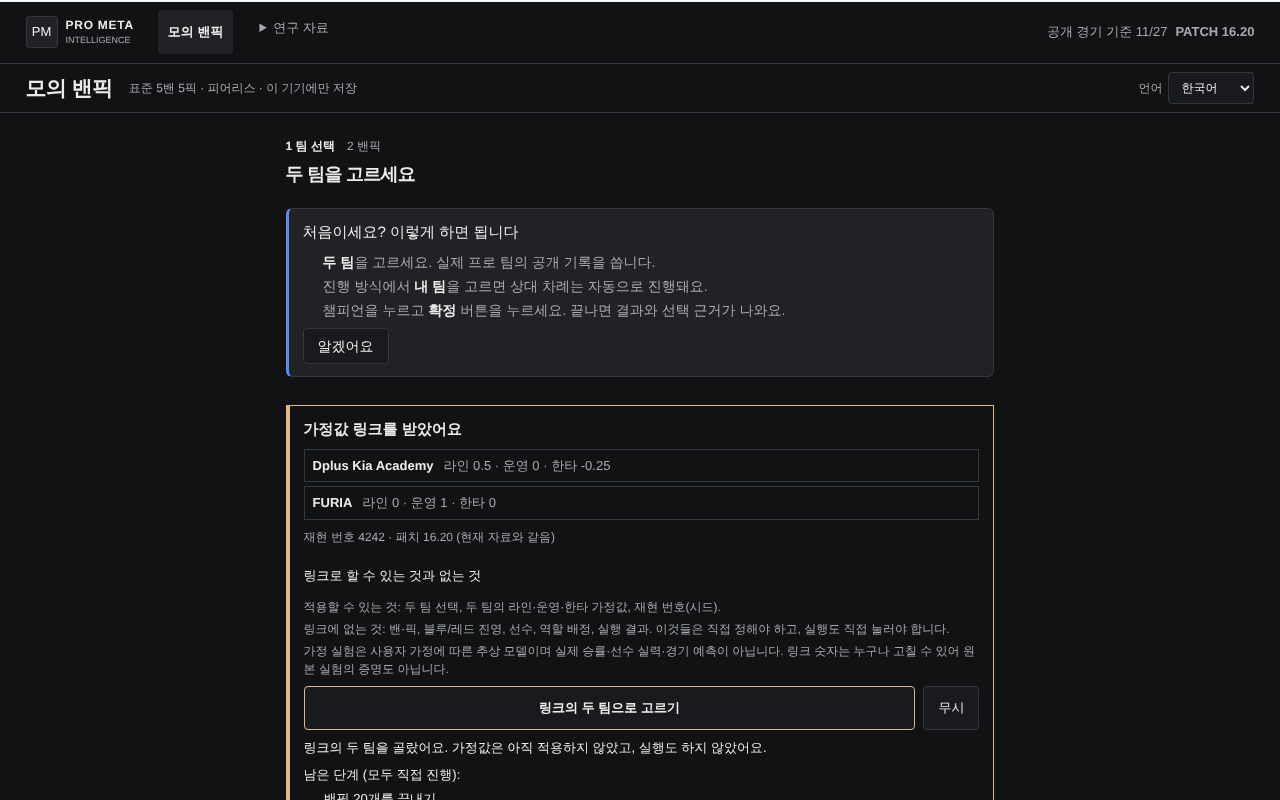 PM
PRO META
INTELLIGENCE
모의 밴픽
▶ 연구 자료
공개 경기 기준 11/27 PATCH 16.20
모의 밴픽
표준 5밴 5픽 · 피어리스 · 이 기기에만 저장
언어
한국어
1 팀 선택 2 밴픽
두 팀을 고르세요
처음이세요? 이렇게 하면 됩니다
두 팀을 고르세요. 실제 프로 팀의 공개 기록을 씁니다.
진행 방식에서 내 팀을 고르면 상대 차례는 자동으로 진행돼요.
챔피언을 누르고 확정 버튼을 누르세요. 끝나면 결과와 선택 근거가 나와요.
알겠어요
가정값 링크를 받았어요
Dplus Kia Academy 라인 0.5 · 운영 0 · 한타 -0.25
FURIA 라인 0 · 운영 1 · 한타 0
재현 번호 4242 · 패치 16.20 (현재 자료와 같음)
링크로 할 수 있는 것과 없는 것
적용할 수 있는 것: 두 팀 선택, 두 팀의 라인·운영·한타 가정값, 재현 번호(시드).
링크에 없는 것: 밴·픽, 블루/레드 진영, 선수, 역할 배정, 실행 결과. 이것들은 직접 정해야 하고, 실행도 직접 눌러야 합니다.
가정 실험은 사용자 가정에 따른 추상 모델이며 실제 승률·선수 실력·경기 예측이 아닙니다. 링크 숫자는 누구나 고칠 수 있어 원
본 실험의 증명도 아닙니다.
링크의 두 팀으로 고르기
무시
링크의 두 팀을 골랐어요. 가정값은 아직 적용하지 않았고, 실행도 하지 않았어요.
남은 단계 (모두 직접 진행):
밴픽 20개를 끝내기